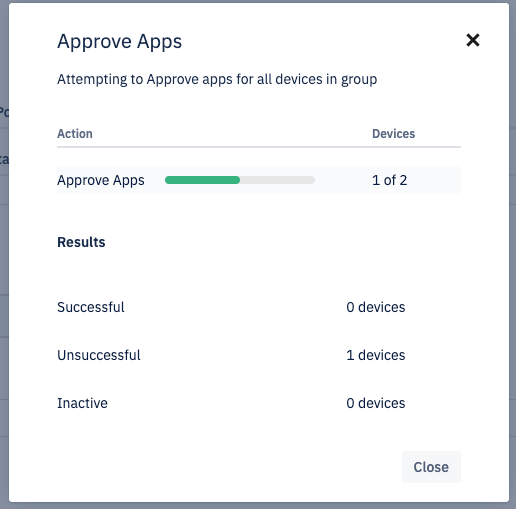 Approve Apps
Attempting to Approve apps for all devices in group
Action Devices
Approve Apps 1 of 2
Results
Successful 0 devices
Unsuccessful 1 devices
Inactive 0 devices
Close